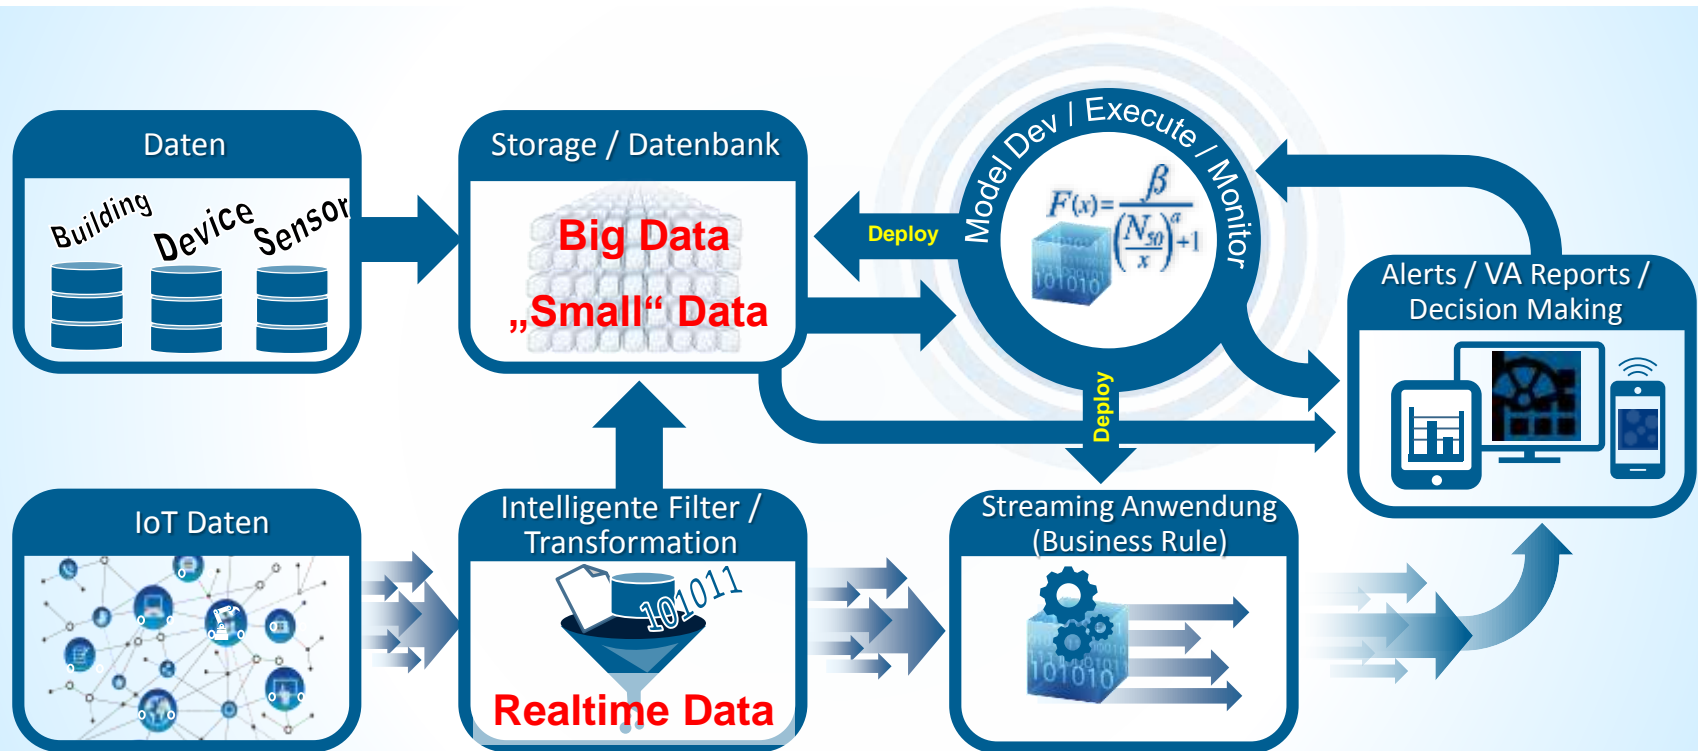 Daten
Building
Device
Sensor
Storage / Datenbank
Big Data
„Small“ Data
Deploy
Model Dev / Execute / Monitor
F(x)=
β
(N50
x)α+1
101010
Deploy
Alerts / VA Reports /
Decision Making
IoT Daten
Intelligente Filter /
Transformation
101011
Realtime Data
Streaming Anwendung
(Business Rule)
101010